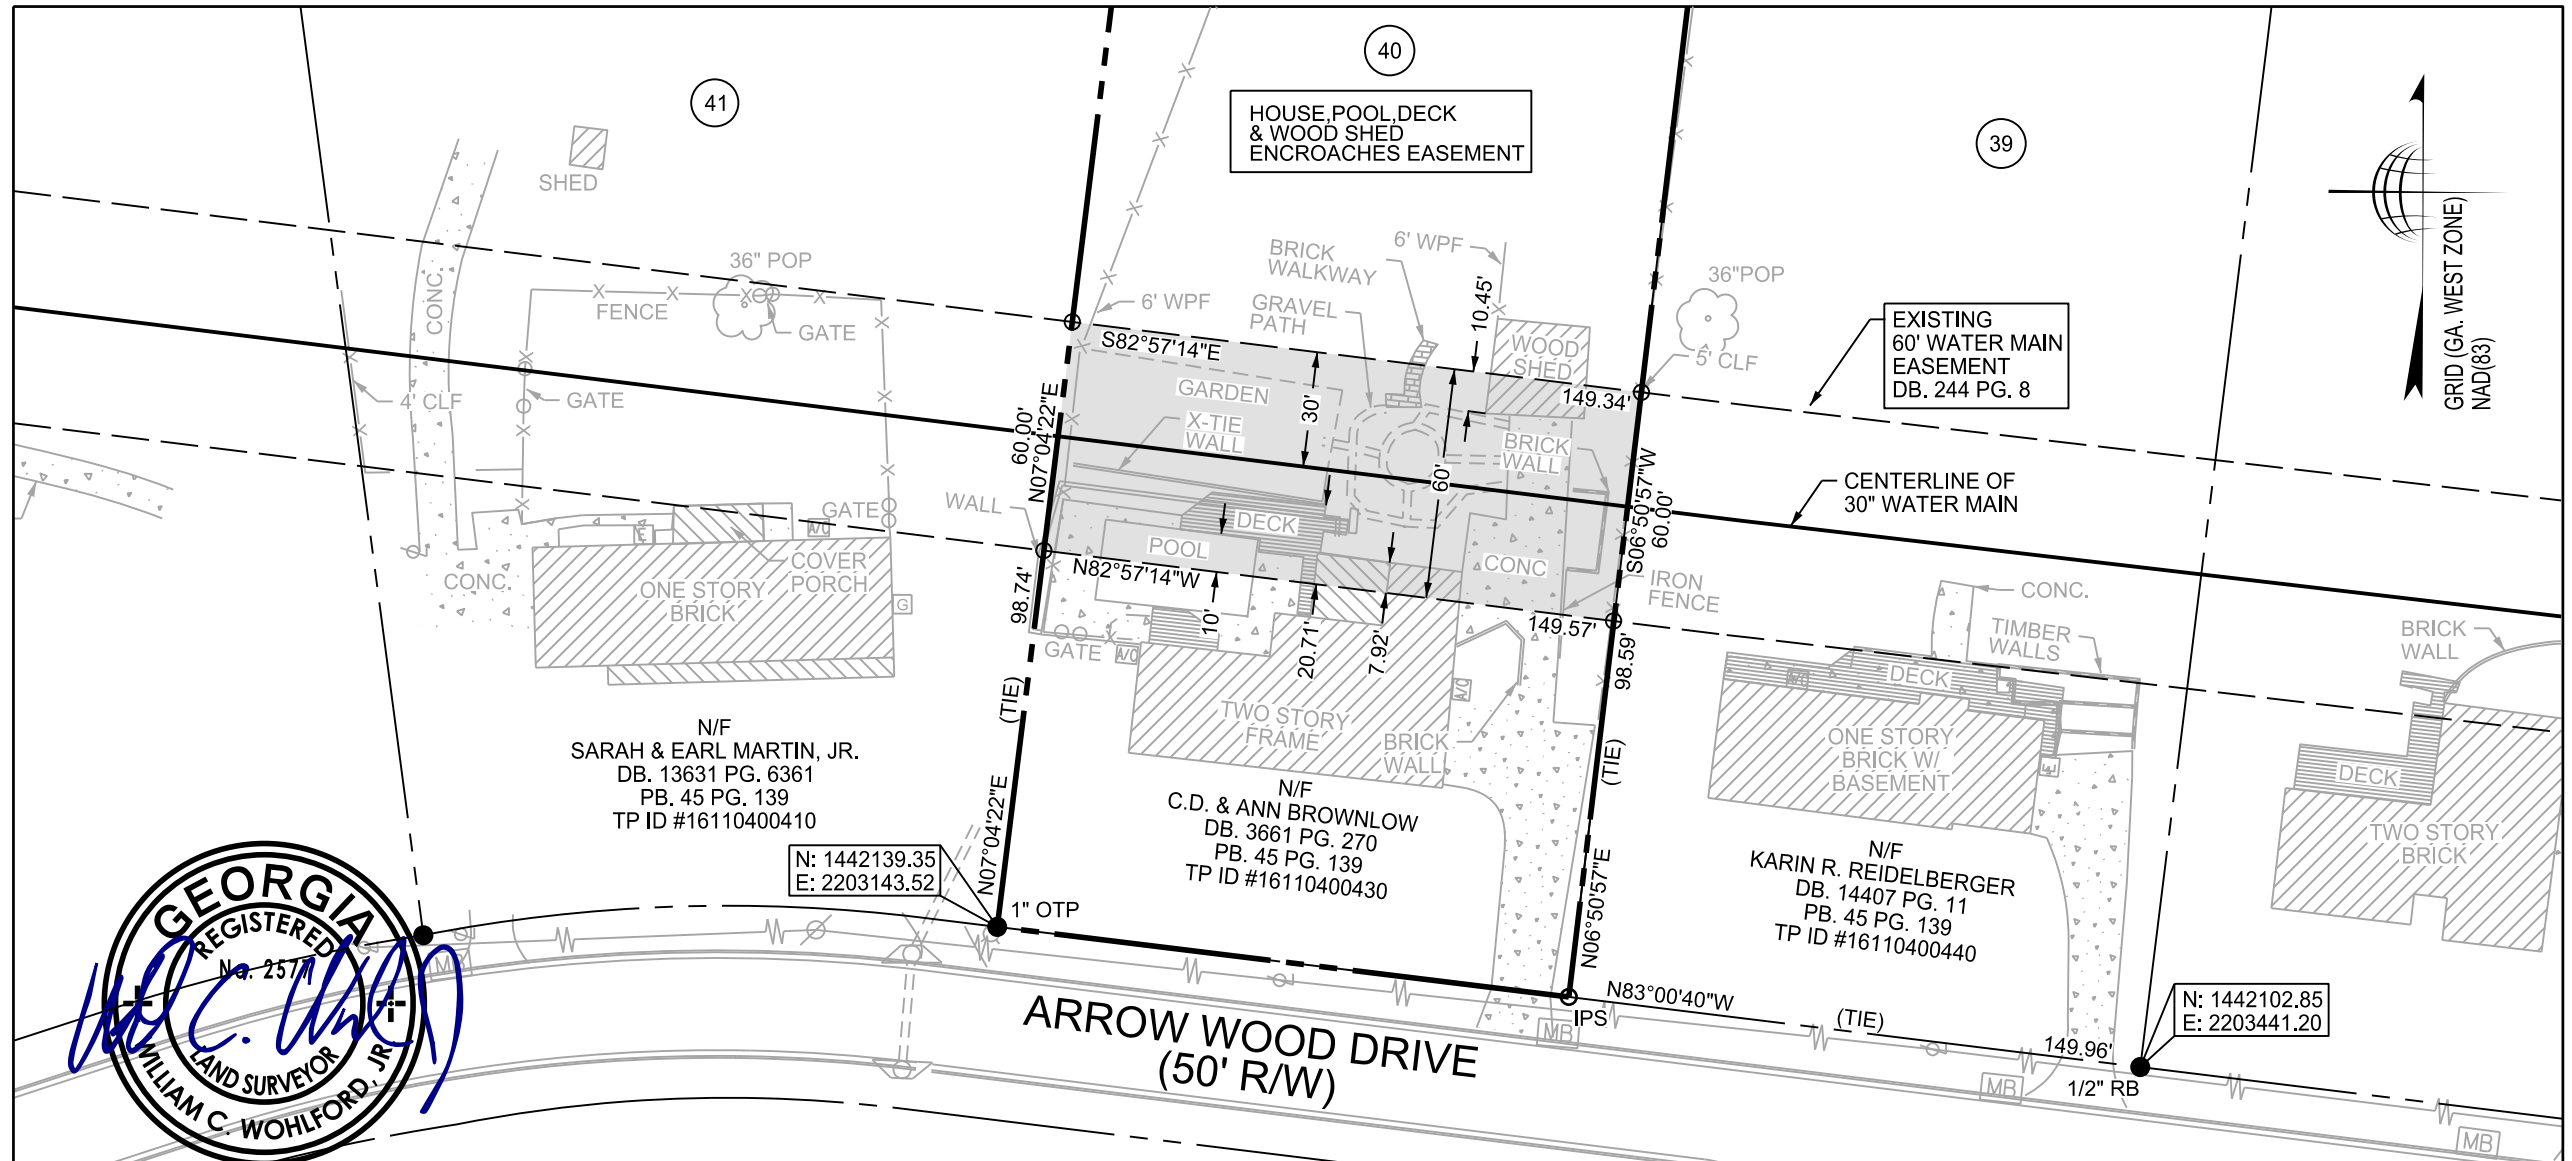 40
41
39
HOUSE,POOL,DECK
& WOOD SHED
ENCROACHES EASEMENT
GRID (GA. WEST ZONE)
NAD(83)
SHED
CONC.
36" POP
FENCE
GATE
4' CLF
GATE
6' WPF
BRICK
WALKWAY
6' WPF
GRAVEL
PATH
10.45'
WOOD
SHED
36"POP
5' CLF
EXISTING
60' WATER MAIN
EASEMENT
DB. 244 PG. 8
S82°57'14"E
149.34'
GARDEN
30'
60'
X-TIE
WALL
BRICK
WALL
60.00'
N07°04'22"E
S06°50'57"W
60.00'
CENTERLINE OF
30" WATER MAIN
WALL
GATE
A/C
E
DECK
POOL
CONC
N82°57'14"W
149.57'
COVER
PORCH
CONC.
ONE STORY
BRICK
G
98.74'
10'
20.71'
7.92'
IRON
FENCE
98.59'
CONC.
TIMBER
WALLS
BRICK
WALL
GATE
A/C
A/C
(TIE)
TWO STORY
FRAME
BRICK
WALL
(TIE)
A/C
DECK
ONE STORY
BRICK W/
BASEMENT
E
DECK
TWO STORY
BRICK
N/F
SARAH & EARL MARTIN, JR.
DB. 13631 PG. 6361
PB. 45 PG. 139
TP ID #16110400410
N/F
C.D. & ANN BROWNLOW
DB. 3661 PG. 270
PB. 45 PG. 139
TP ID #16110400430
N/F
KARIN R. REIDELBERGER
DB. 14407 PG. 11
PB. 45 PG. 139
TP ID #16110400440
N: 1442139.35
E: 2203143.52
N07°04'22"E
1" OTP
N06°50'57"E
IPS
N83°00'40"W
(TIE)
149.96'
N: 1442102.85
E: 2203441.20
1/2" RB
MB
MB
MB
MB
ARROW WOOD DRIVE
(50' R/W)
GEORGIA
REGISTERED
No. 2577
LAND SURVEYOR
WILLIAM C. WOHLFORD, JR.